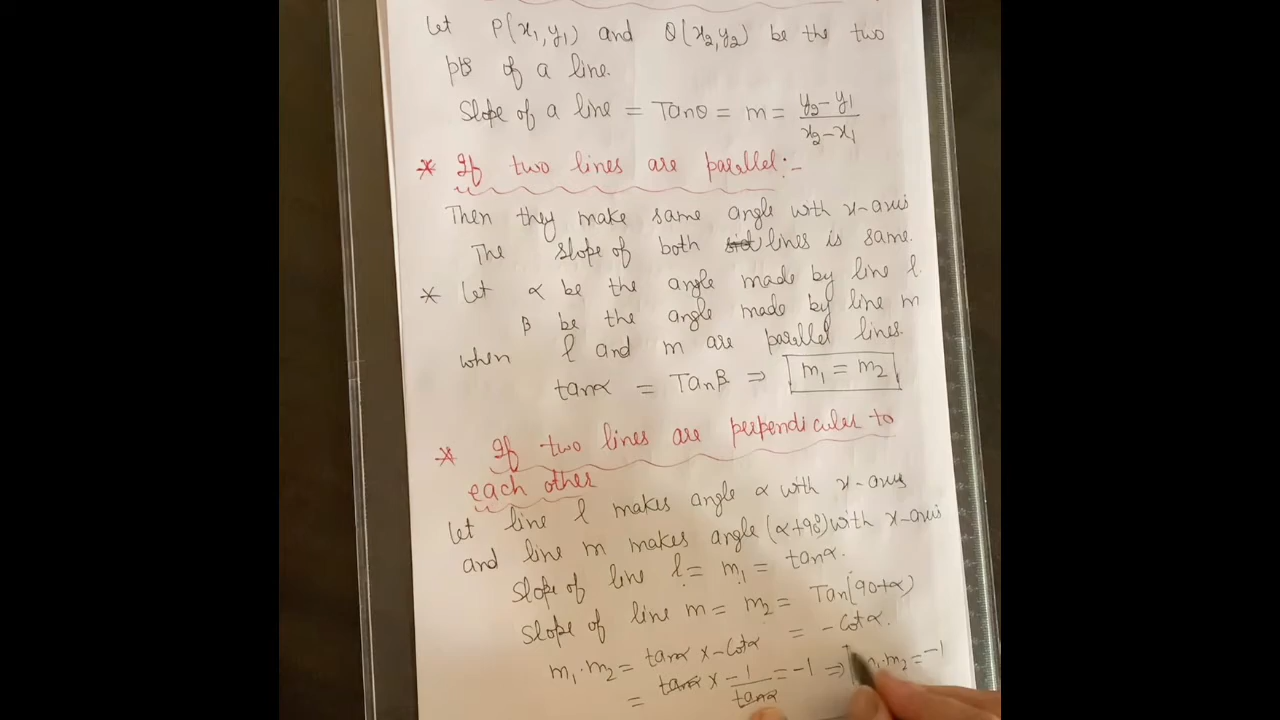 Let P(x₁,y₁) and Q(x₂,y₂) be the two
pts of a line.
Slope of a line = Tanθ = m = (y₂-y₁)/(x₂-x₁)
* If two lines are parallel:-
Then they make same angle with x-axis
The slope of both lines is same.
* Let α be the angle made by line l.
β be the angle made by line m
when l and m are parallel lines.
tanα = Tanβ ⇒ m₁ = m₂
* If two lines are perpendiculer to
each other
Let line l makes angle α with x-axis
and line m makes angle (α+90°) with x-axis
Slope of line l = m₁ = tanα.
Slope of line m = m₂ = Tan(90+α)
= -Cotα.
m₁·m₂ = tanα x -Cotα
= tanα x -1/tanα = -1 ⇒ m₁·m₂ = -1